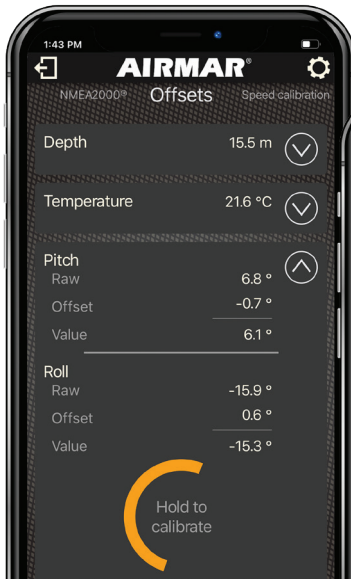 1:43 PM
AIRMAR®
NMEA2000® Offsets Speed calibration
Depth 15.5 m
Temperature 21.6 °C
Pitch
Raw 6.8 °
Offset -0.7 °
Value 6.1 °
Roll
Raw -15.9 °
Offset 0.6 °
Value -15.3 °
Hold to
calibrate